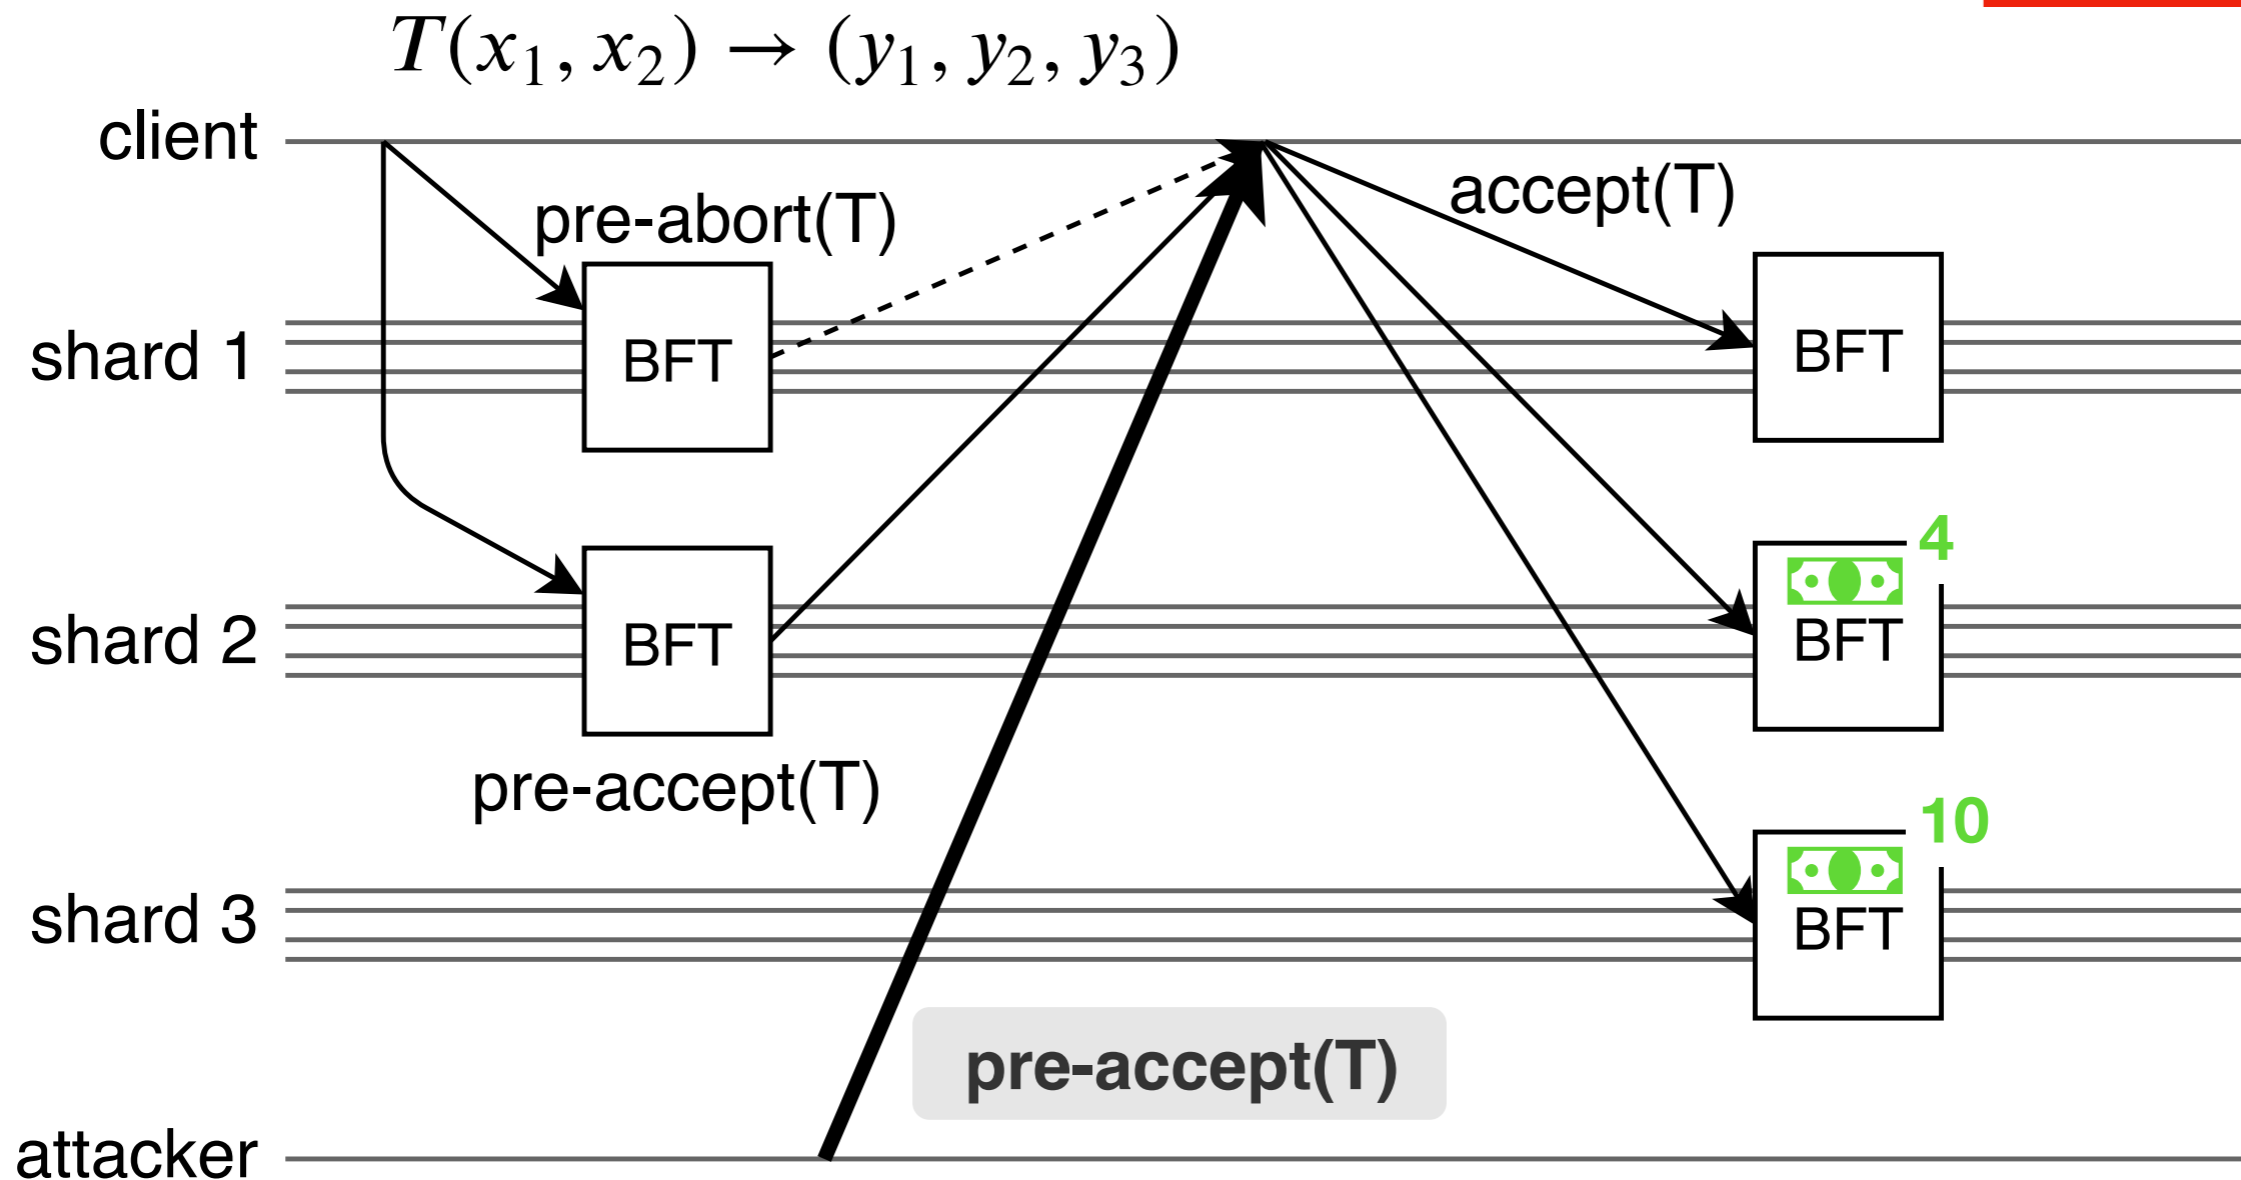 T(x₁, x₂) → (y₁, y₂, y₃)
client
pre-abort(T)
accept(T)
shard 1
BFT
BFT
4
shard 2
BFT
BFT
pre-accept(T)
10
shard 3
BFT
pre-accept(T)
attacker